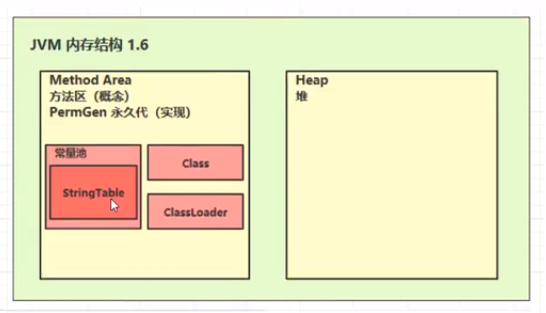 JVM 内存结构 1.6
Method Area
方法区（概念）
PermGen 永久代（实现）
常量池
StringTable
Class
ClassLoader
Heap
堆